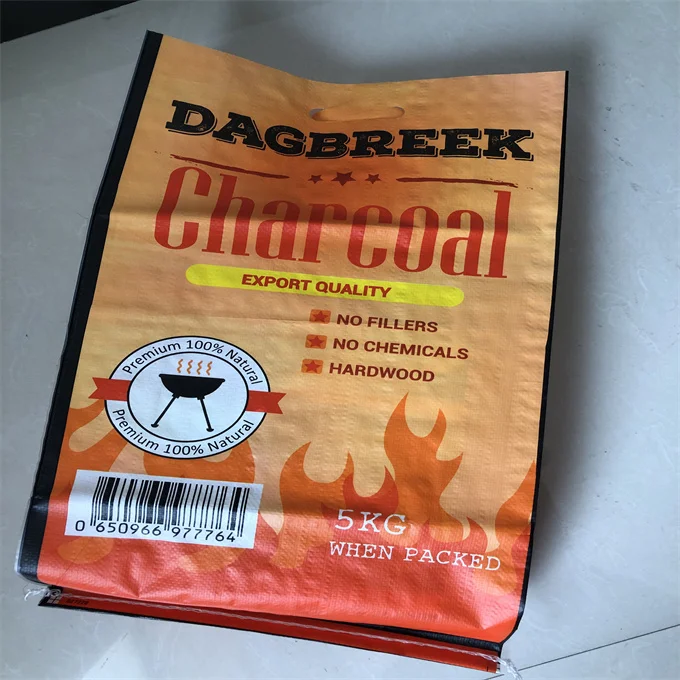 DAGBREEK
Charcoal
EXPORT QUALITY
NO FILLERS
NO CHEMICALS
HARDWOOD
Premium 100% Natural
Premium 100% Natural
0 650966 977764
5KG
WHEN PACKED